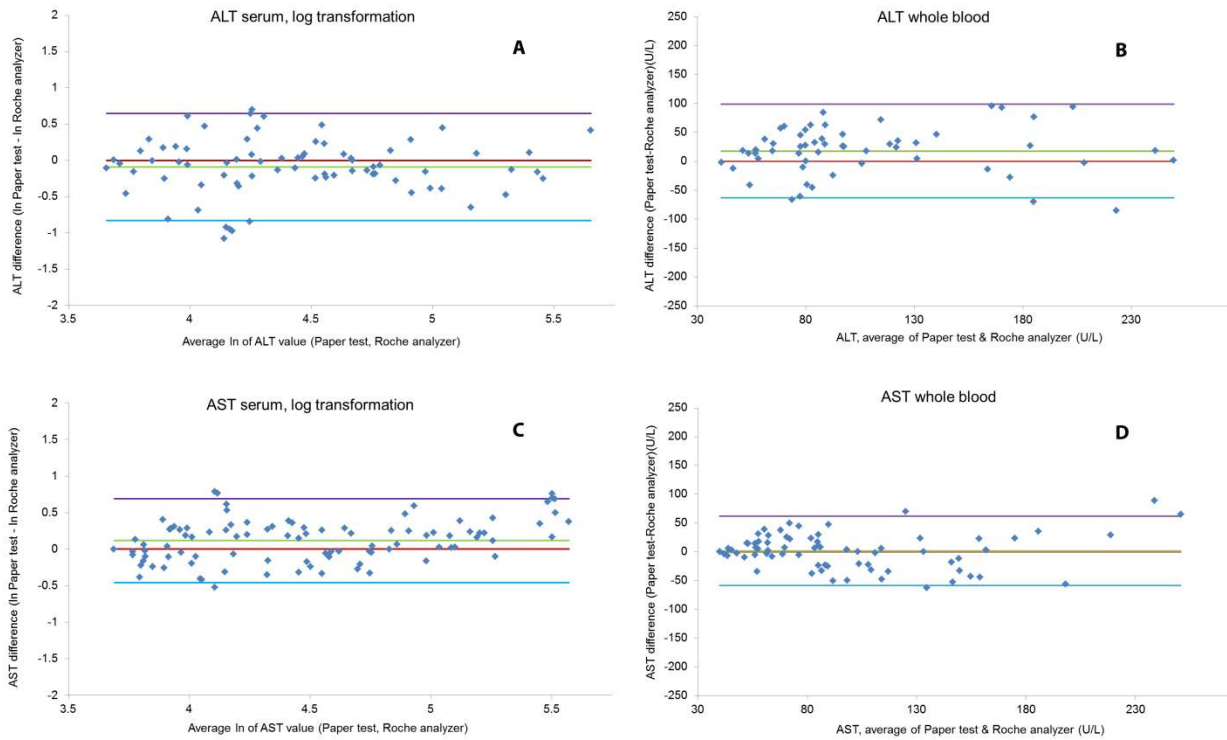 ALT serum, log transformation
A
ALT difference (ln Paper test - ln Roche analyzer)
2
1.5
1
0.5
0
-0.5
-1
-1.5
-2
3.5 4 4.5 5 5.5
Average ln of ALT value (Paper test, Roche analyzer)
ALT whole blood
B
ALT difference (Paper test-Roche analyzer)(U/L)
250
200
150
100
50
0
-50
-100
-150
-200
-250
30 80 130 180 230
ALT, average of Paper test & Roche analyzer (U/L)
AST serum, log transformation
C
AST difference (ln Paper test - ln Roche analyzer)
2
1.5
1
0.5
0
-0.5
-1
-1.5
-2
3.5 4 4.5 5 5.5
Average ln of AST value (Paper test, Roche analyzer)
AST whole blood
D
AST difference (Paper test-Roche analyzer)(U/L)
250
200
150
100
50
0
-50
-100
-150
-200
-250
30 80 130 180 230
AST, average of Paper test & Roche analyzer (U/L)